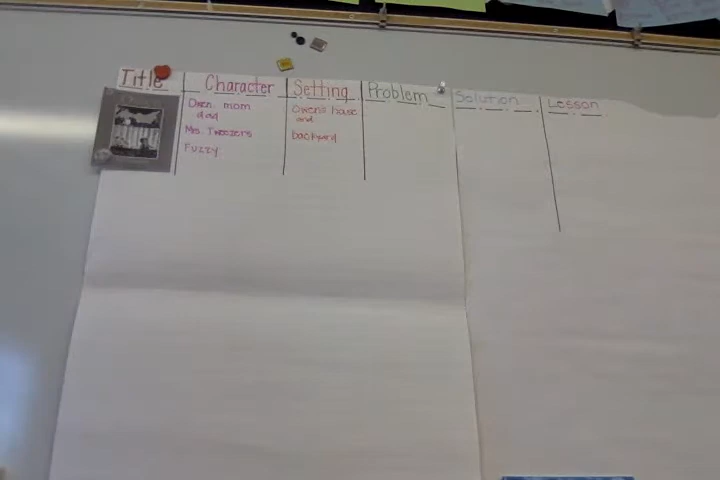 Title Character Setting Problem Solution Lesson
Owen mom
dad
Mrs. Tweezers
Fuzzy
Owen's house
and
backyard